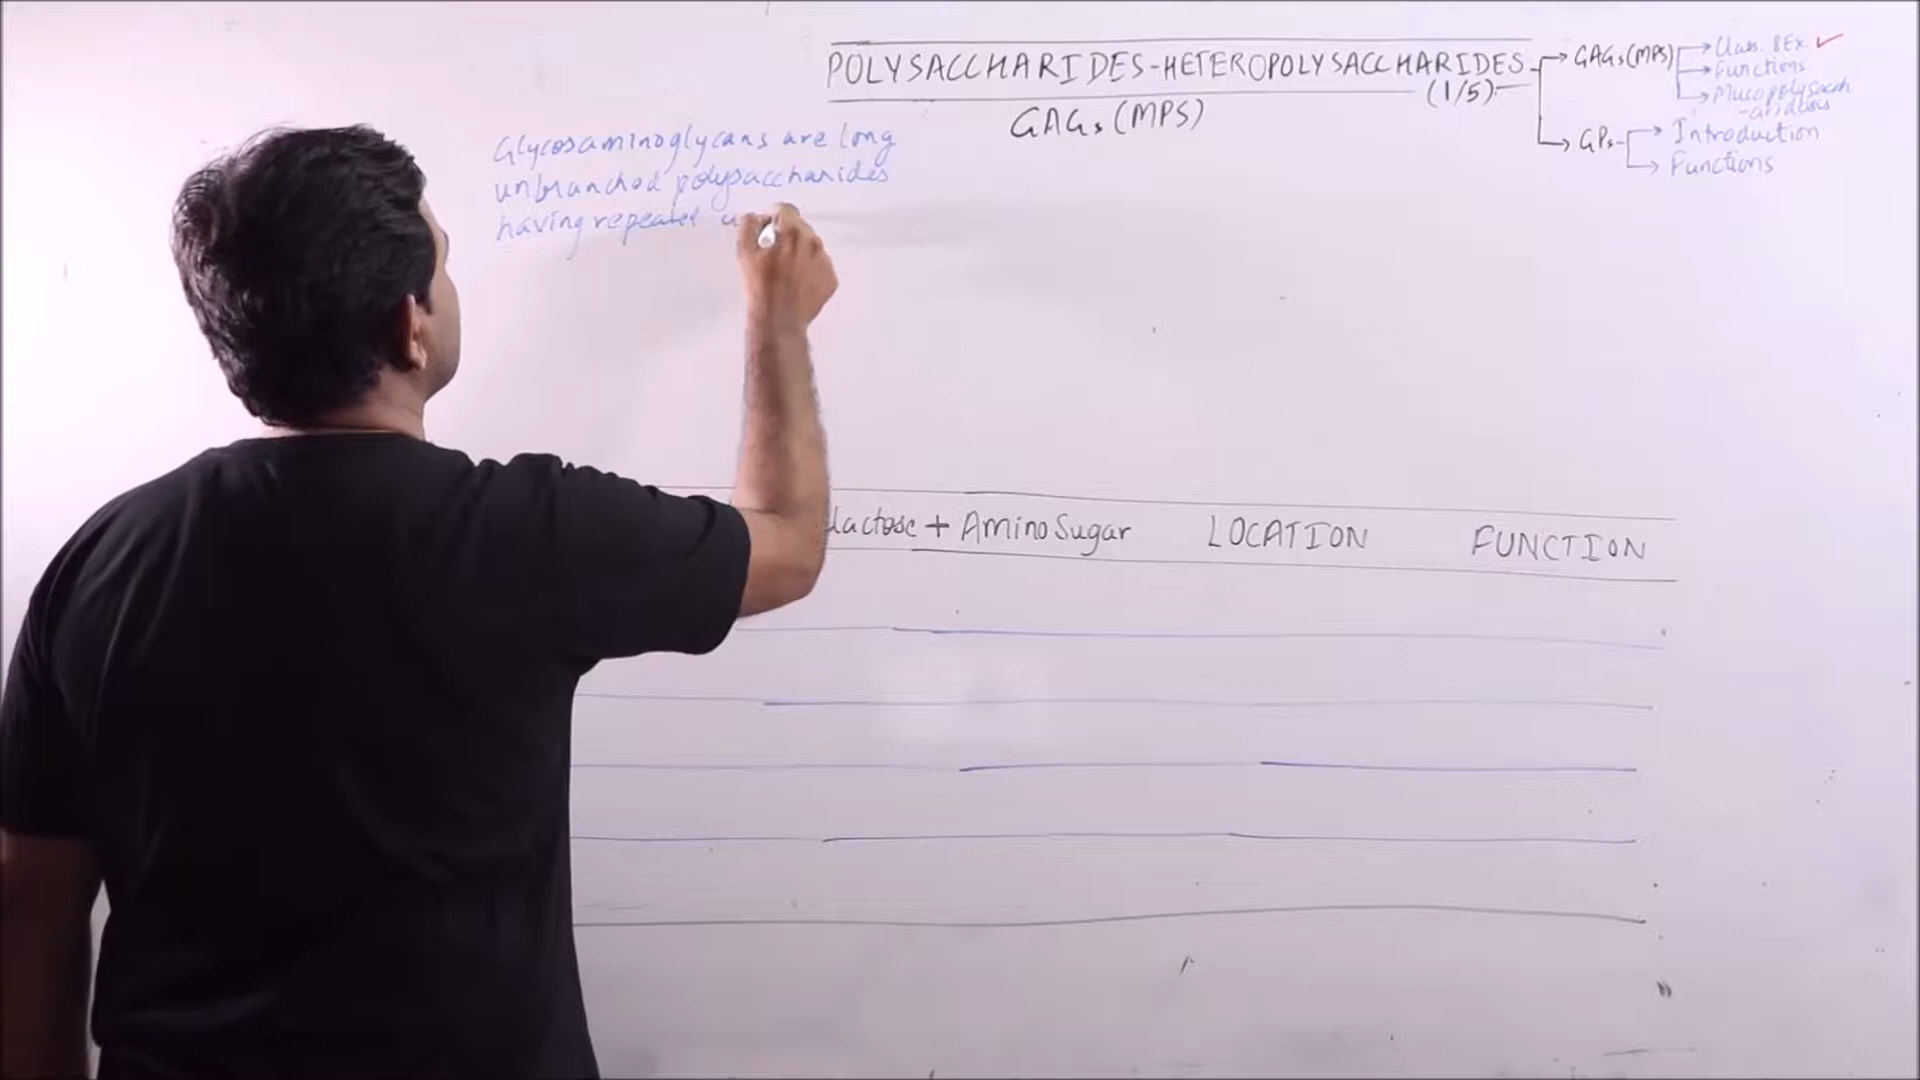 POLYSACCHARIDES-HETEROPOLYSACCHARIDES
(1/5)
GAGs (MPS)
GAGs (MPS)
Class. & Ex ✓
Functions
Mucopolysacch
-aridosis
GPs
Introduction
Functions
Glycosaminoglycans are long
unbranched polysaccharides
having repeated
lactose + Amino Sugar
LOCATION
FUNCTION